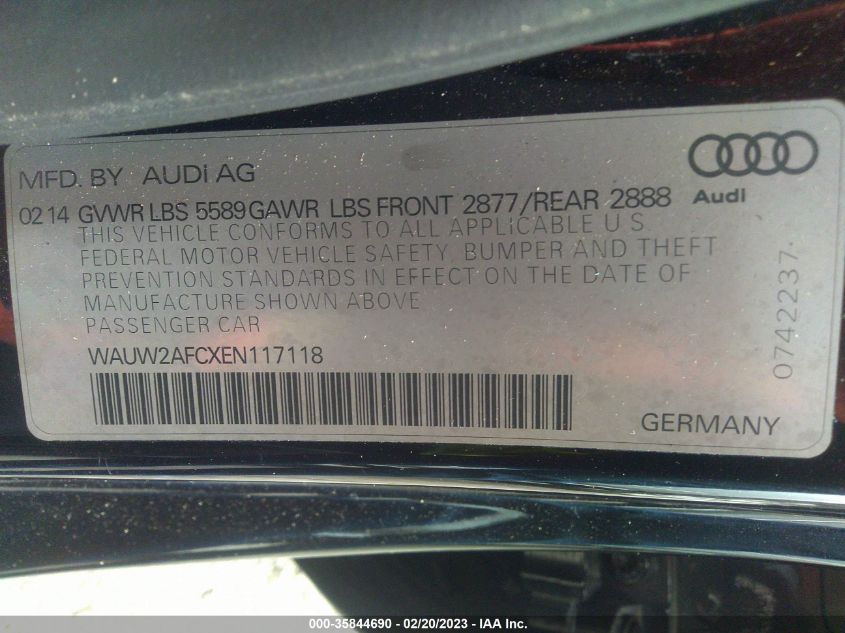 MFD. BY AUDI AG
Audi
02 14 GVWR LBS 5589 GAWR LBS FRONT 2877/REAR 2888
THIS VEHICLE CONFORMS TO ALL APPLICABLE U S
FEDERAL MOTOR VEHICLE SAFETY, BUMPER AND THEFT
PREVENTION STANDARDS IN EFFECT ON THE DATE OF
MANUFACTURE SHOWN ABOVE
PASSENGER CAR
WAUW2AFCXEN117118
GERMANY
0742237
000-35844690 - 02/20/2023 - © IAA Inc.